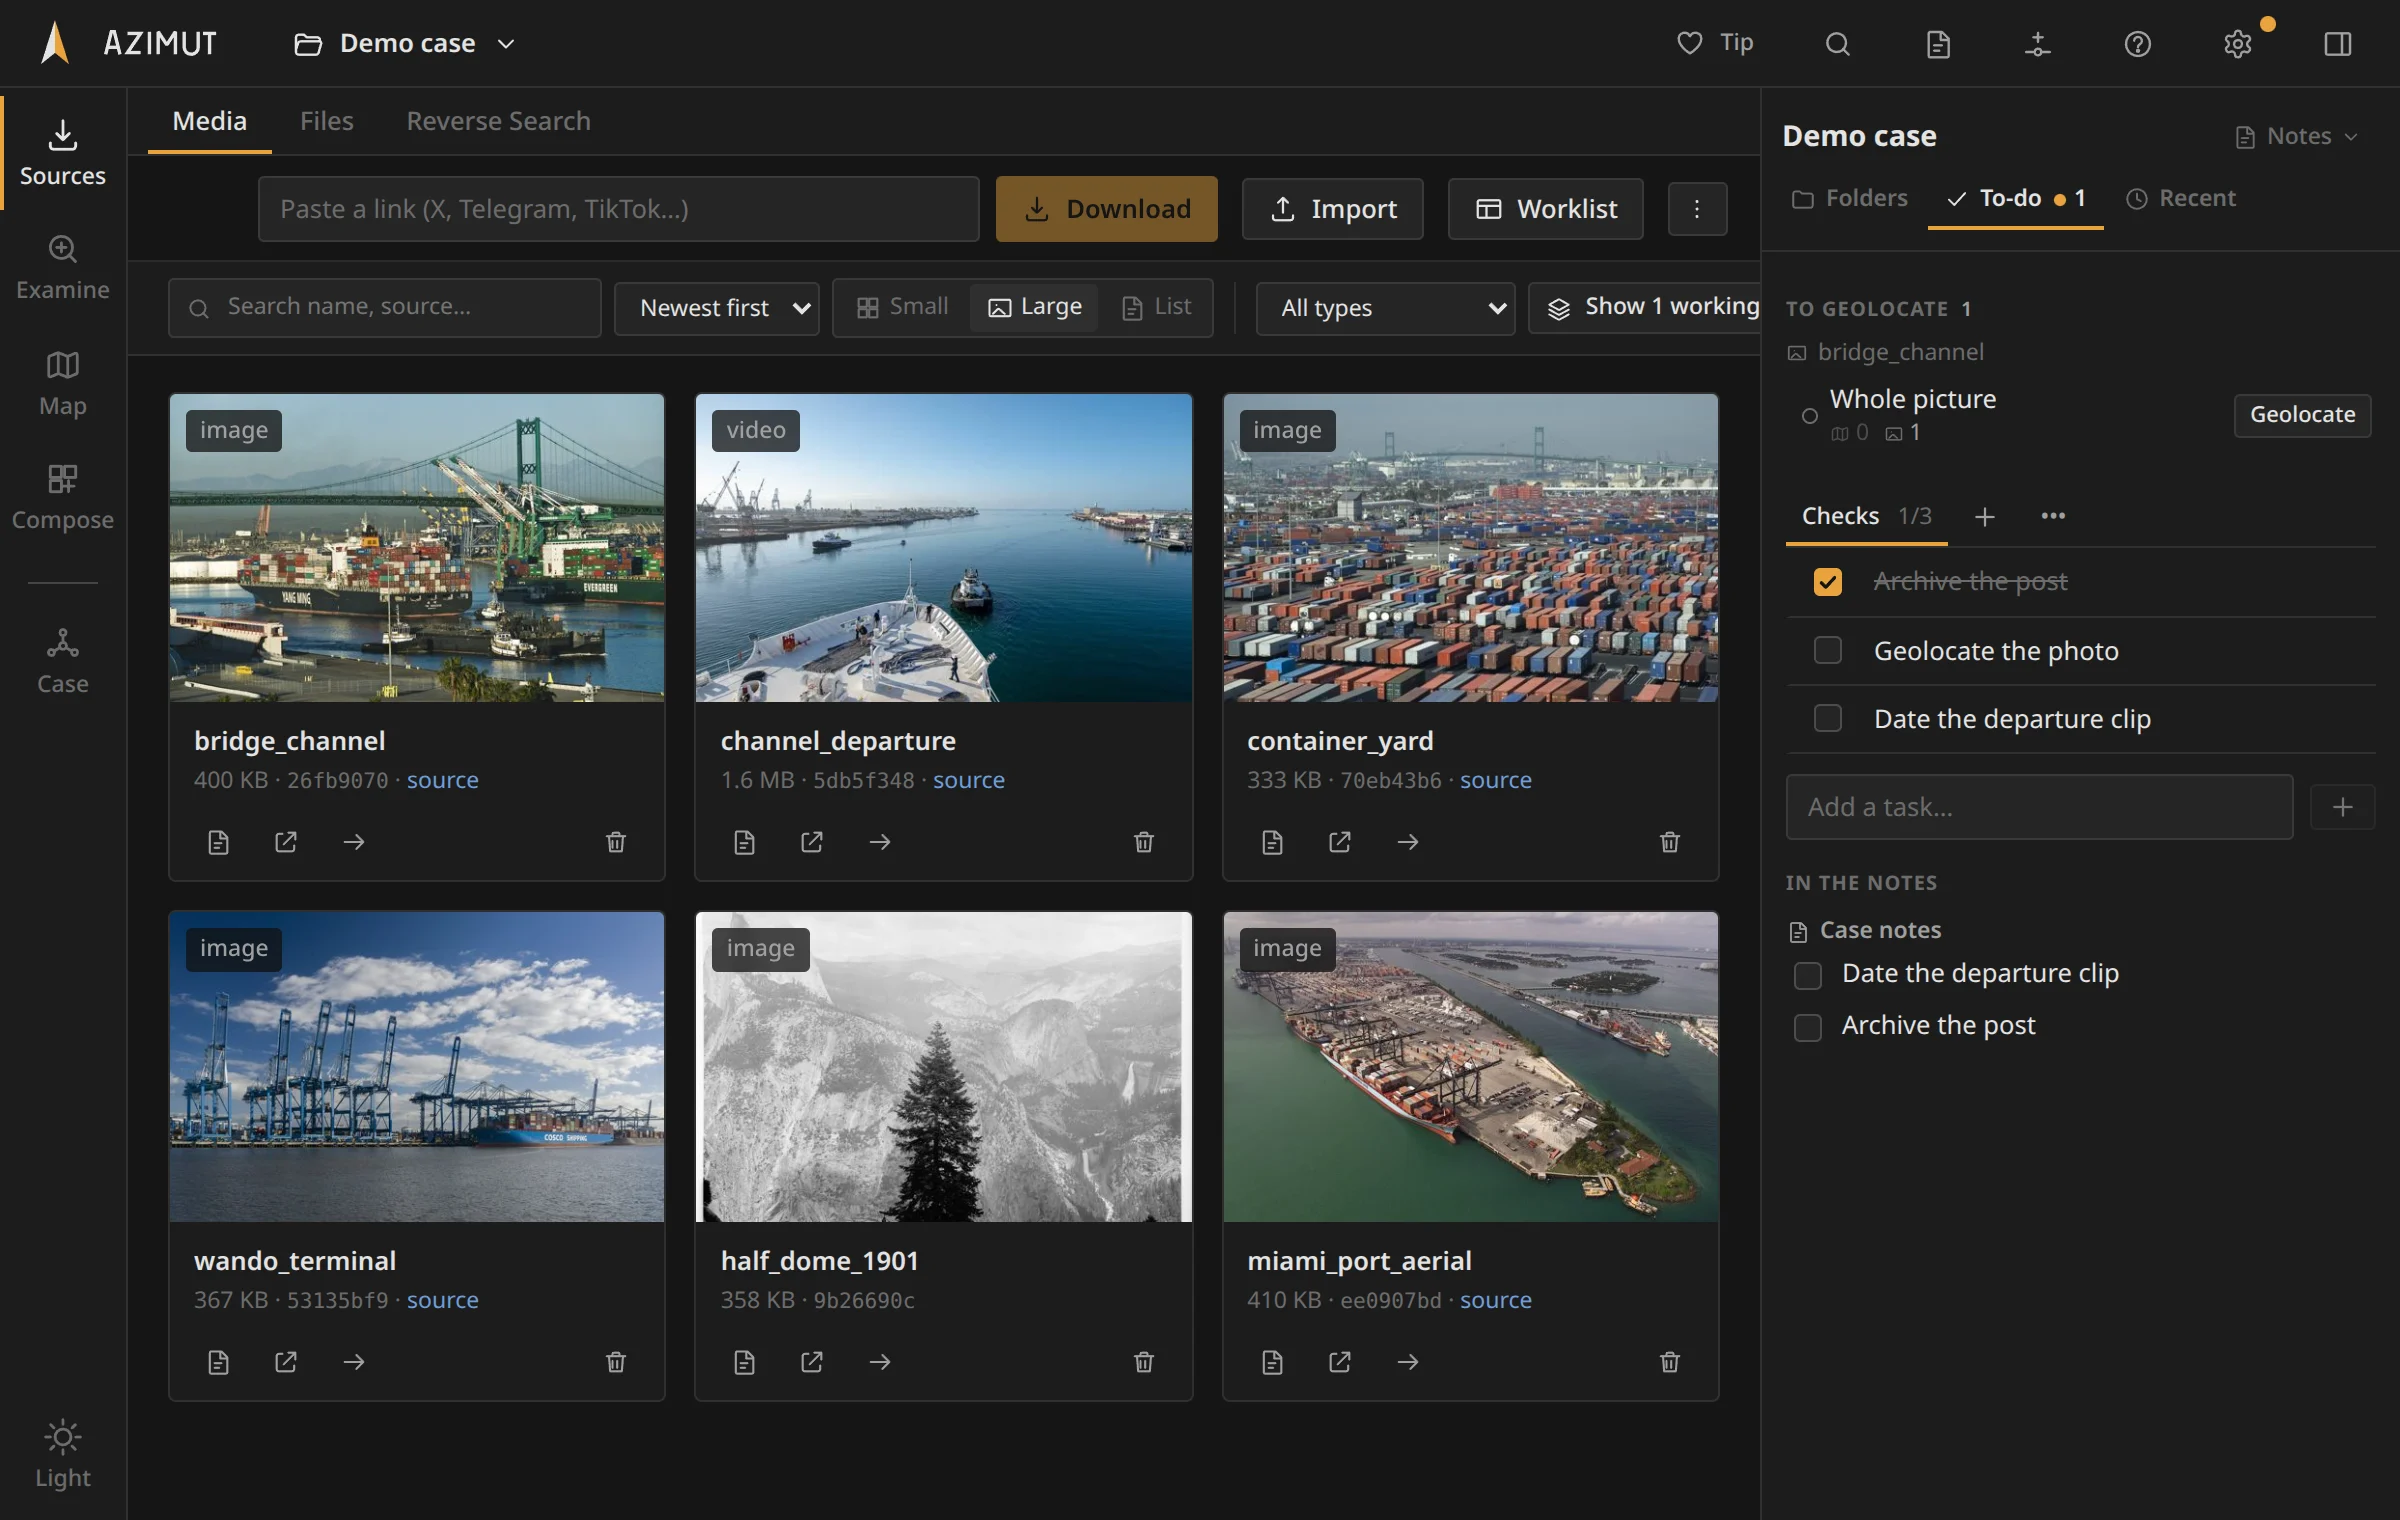 AZIMUT
Demo case
Tip
Sources
Examine
Map
Compose
Case
Light
Media
Files
Reverse Search
Paste a link (X, Telegram, TikTok...)
Download
Import
Worklist
Search name, source...
Newest first
Small
Large
List
All types
Show 1 working
image
YANG MING
EVERGREEN
bridge_channel
400 KB · 26fb9070 · source
video
channel_departure
1.6 MB · 5db5f348 · source
image
container_yard
333 KB · 70eb43b6 · source
image
COSCO SHIPPING
wando_terminal
367 KB · 53135bf9 · source
image
half_dome_1901
358 KB · 9b26690c
image
miami_port_aerial
410 KB · ee0907bd · source
Demo case
Notes
Folders
To-do 1
Recent
TO GEOLOCATE 1
bridge_channel
Whole picture
0 1
Geolocate
Checks 1/3
Archive the post
Geolocate the photo
Date the departure clip
Add a task...
IN THE NOTES
Case notes
Date the departure clip
Archive the post